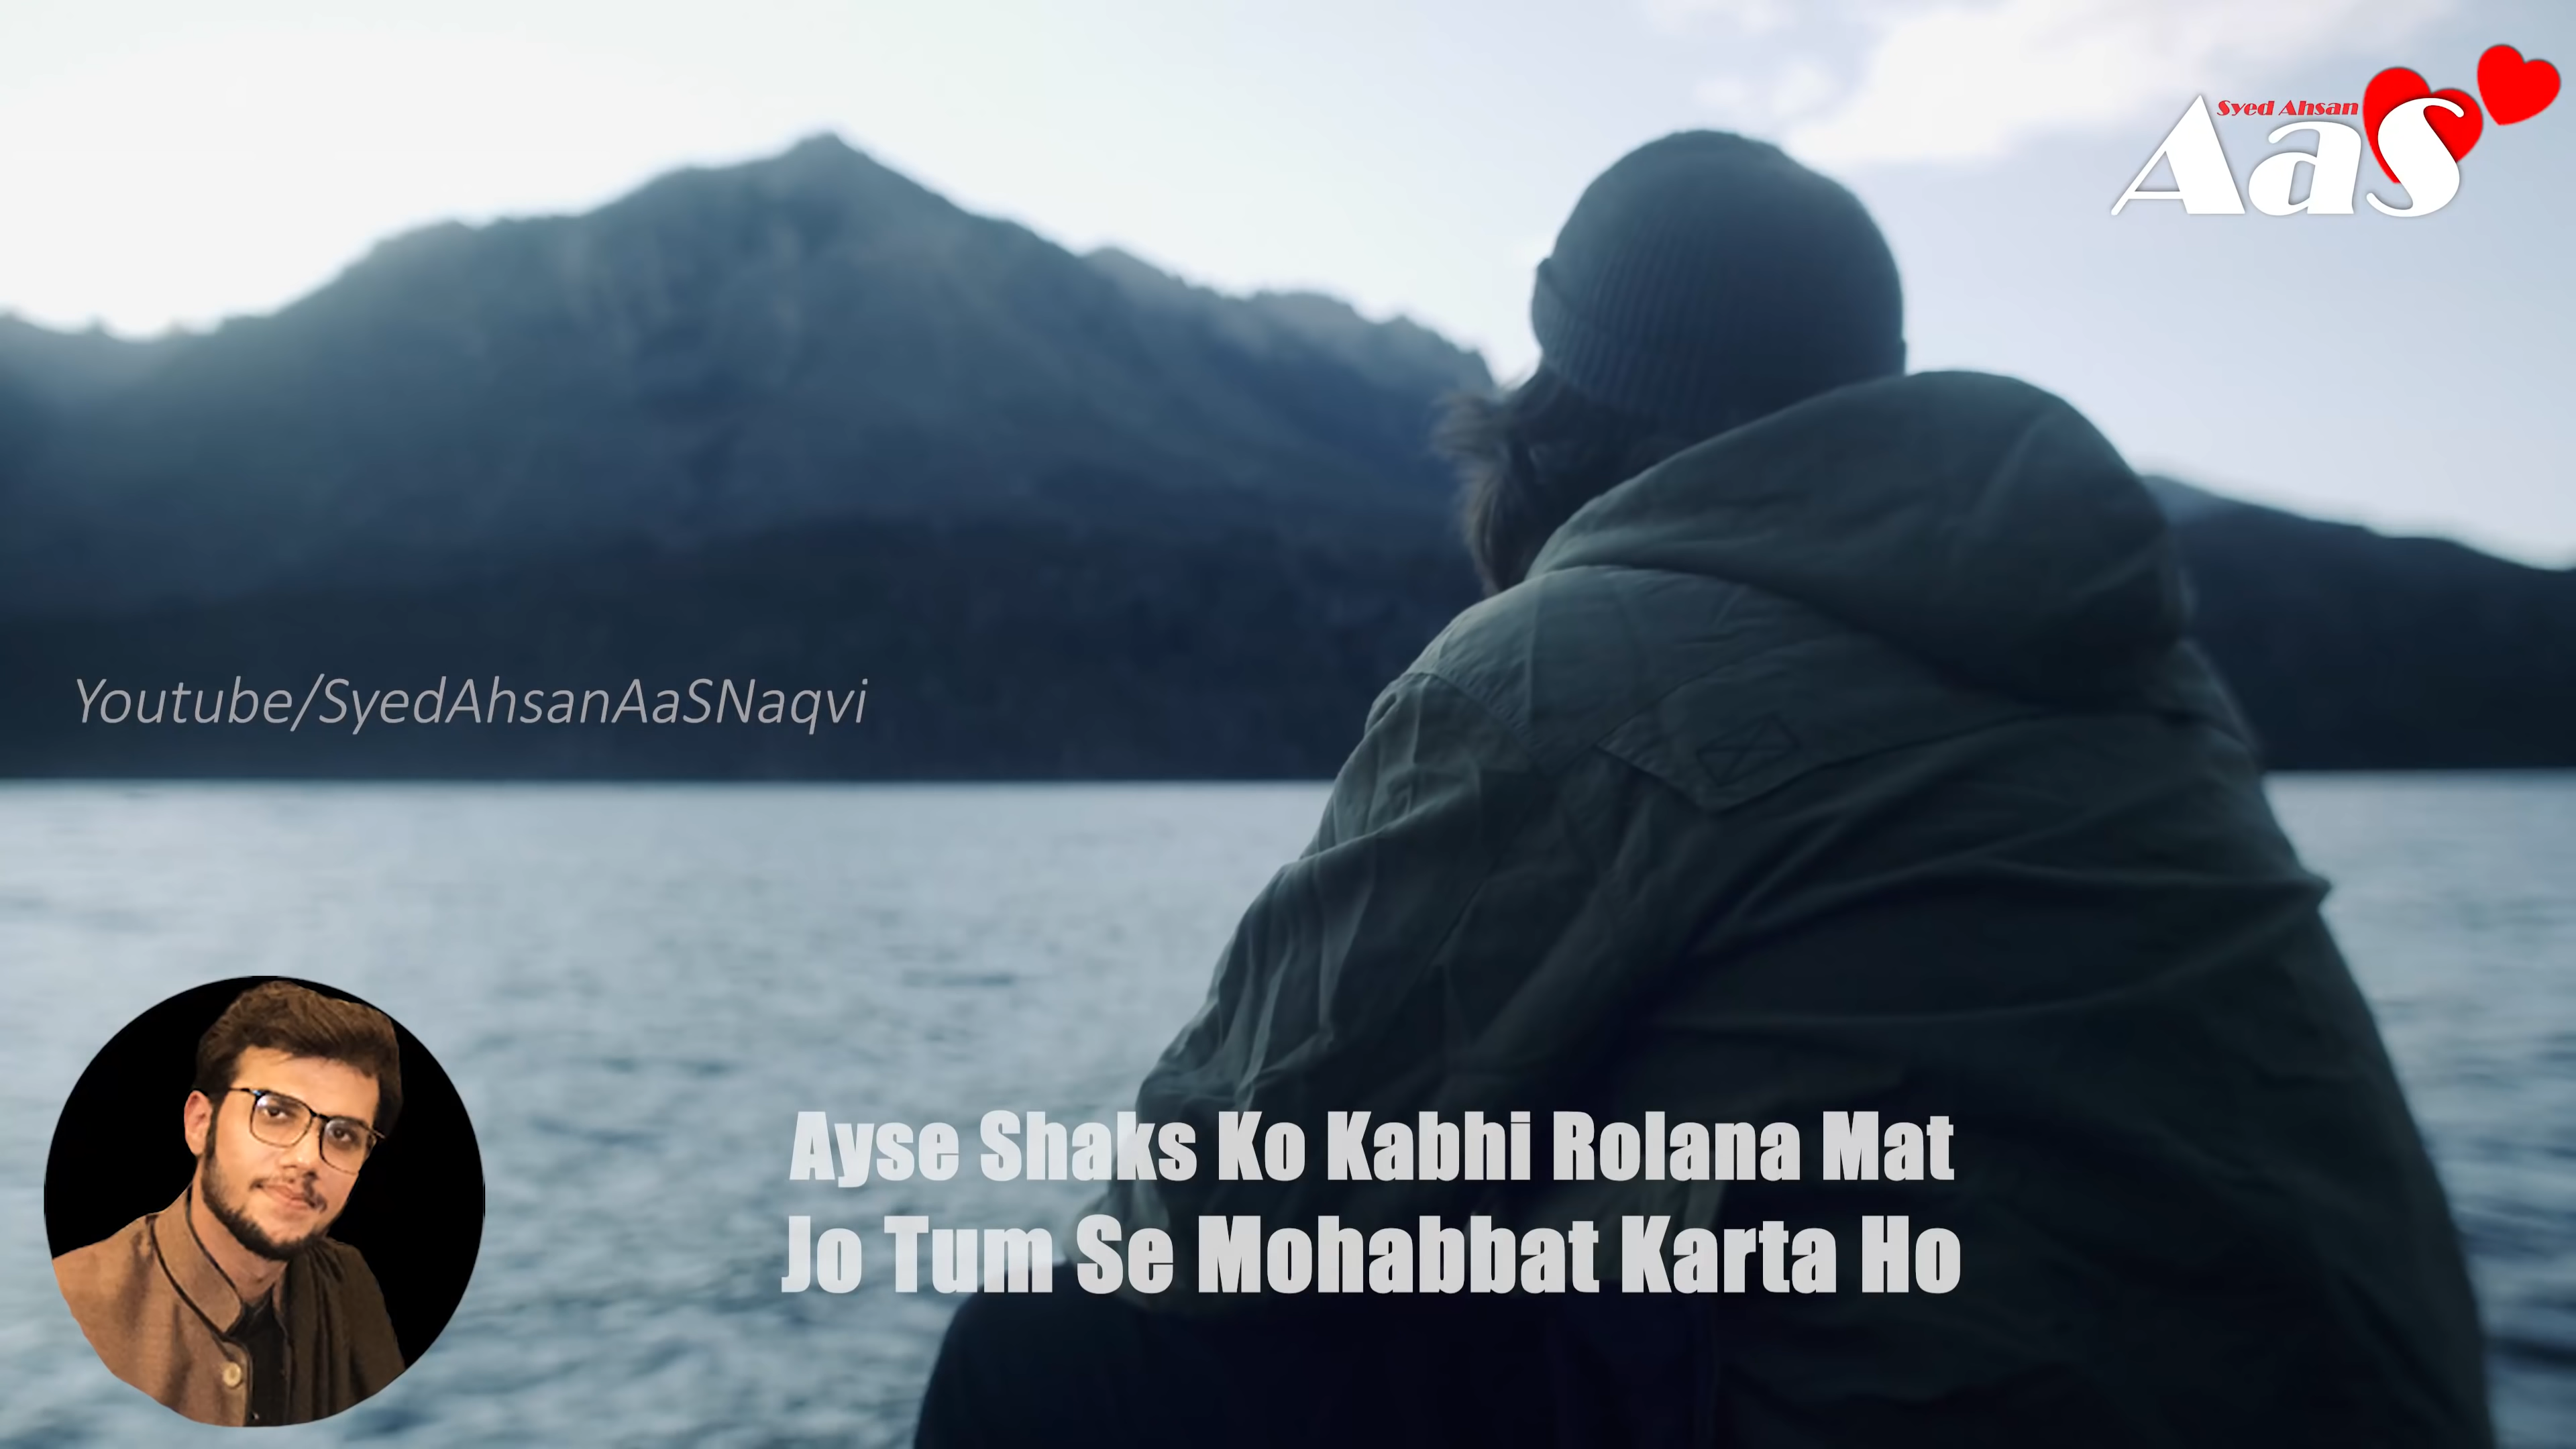 Syed Ahsan
AaS
Youtube/SyedAhsanAaSNaqvi
Ayse Shaks Ko Kabhi Rolana Mat
Jo Tum Se Mohabbat Karta Ho